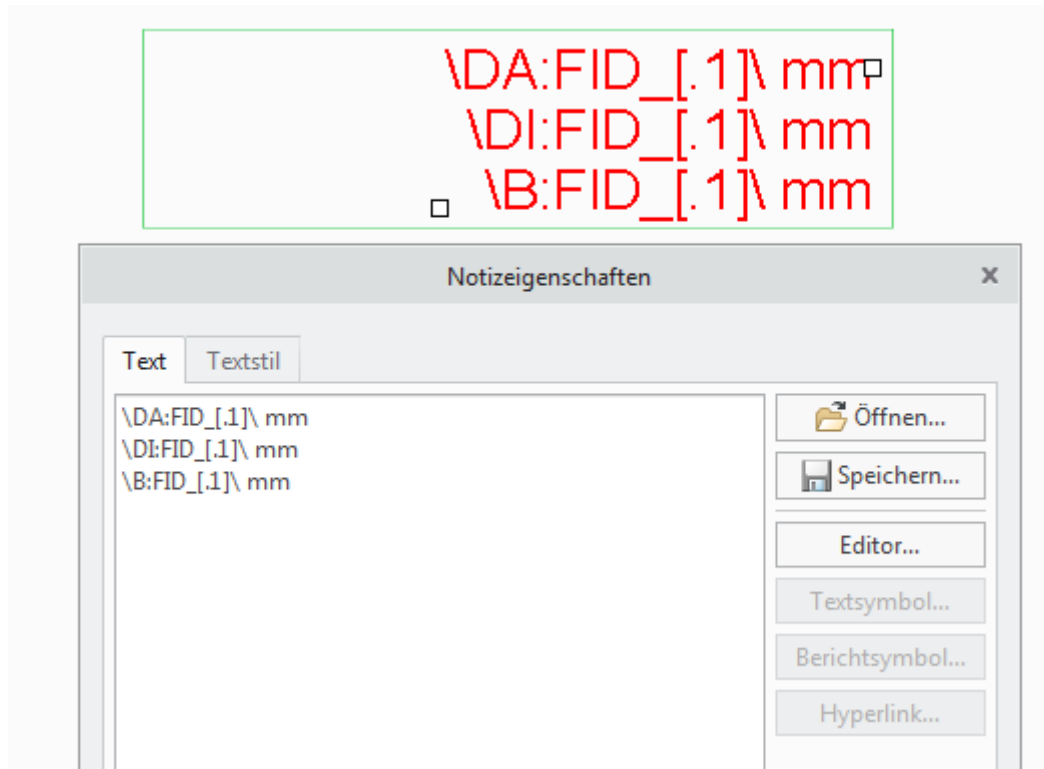 \DA:FID_[.1]\ mm
\DI:FID_[.1]\ mm
\B:FID_[.1]\ mm
Notizeigenschaften x
Text Textstil
\DA:FID_[.1]\ mm
\DI:FID_[.1]\ mm
\B:FID_[.1]\ mm
Öffnen...
Speichern...
Editor...
Textsymbol...
Berichtsymbol...
Hyperlink...